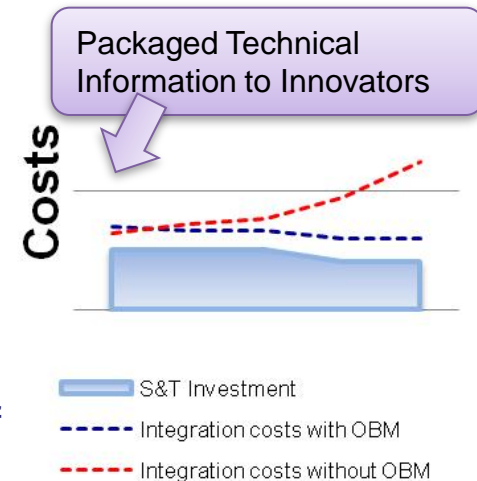 Packaged Technical
Information to Innovators
Costs
S&T Investment
Integration costs with OBM
Integration costs without OBM